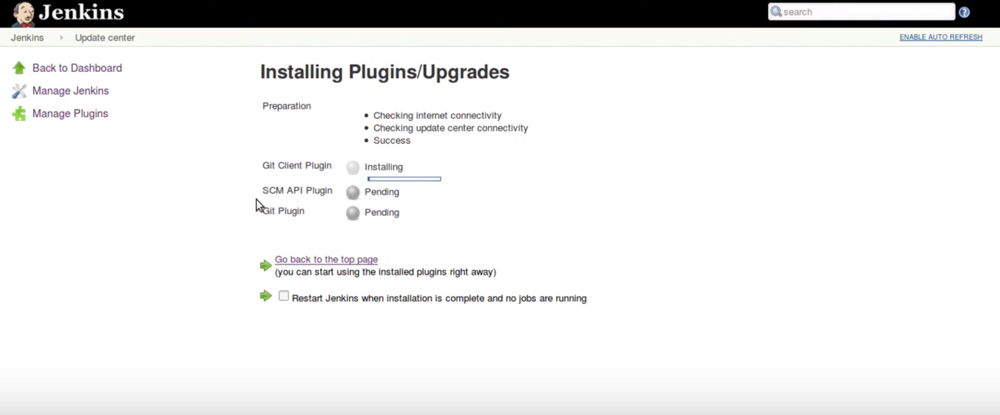 Jenkins
search
Jenkins
Update center
ENABLE AUTO REFRESH
Back to Dashboard
Manage Jenkins
Manage Plugins
Installing Plugins/Upgrades
Preparation
Checking internet connectivity
Checking update center connectivity
Success
Git Client Plugin
Installing
SCM API Plugin
Pending
Git Plugin
Pending
Go back to the top page
(you can start using the installed plugins right away)
Restart Jenkins when installation is complete and no jobs are running